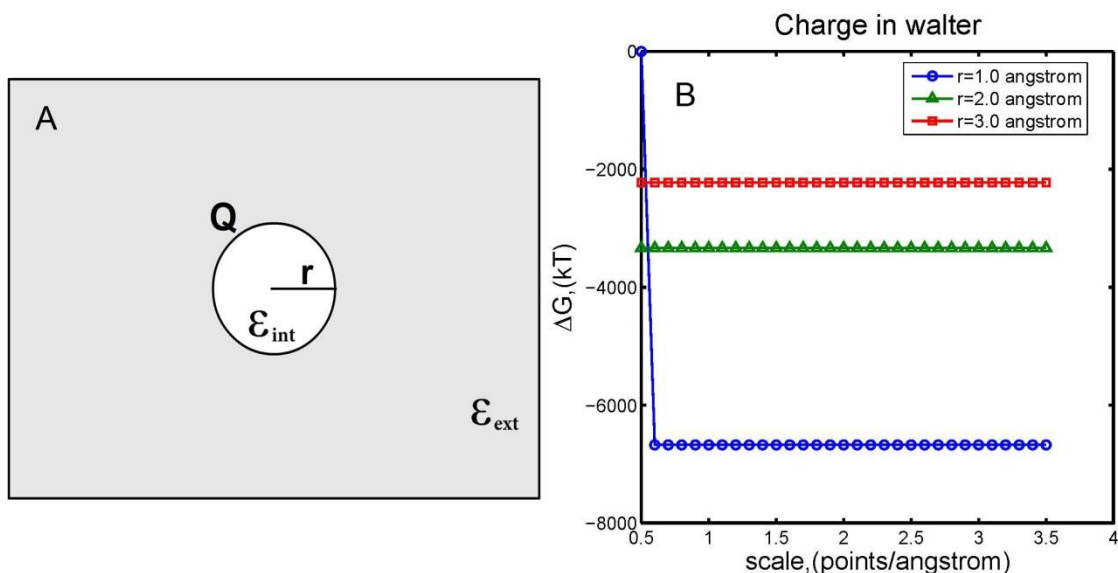 A
Q
r
εint
εext
Charge in walter
B
r=1.0 angstrom
r=2.0 angstrom
r=3.0 angstrom
ΔG,(kT)
0
−2000
−4000
−6000
−8000
0.5 1 1.5 2 2.5 3 3.5 4
scale,(points/angstrom)